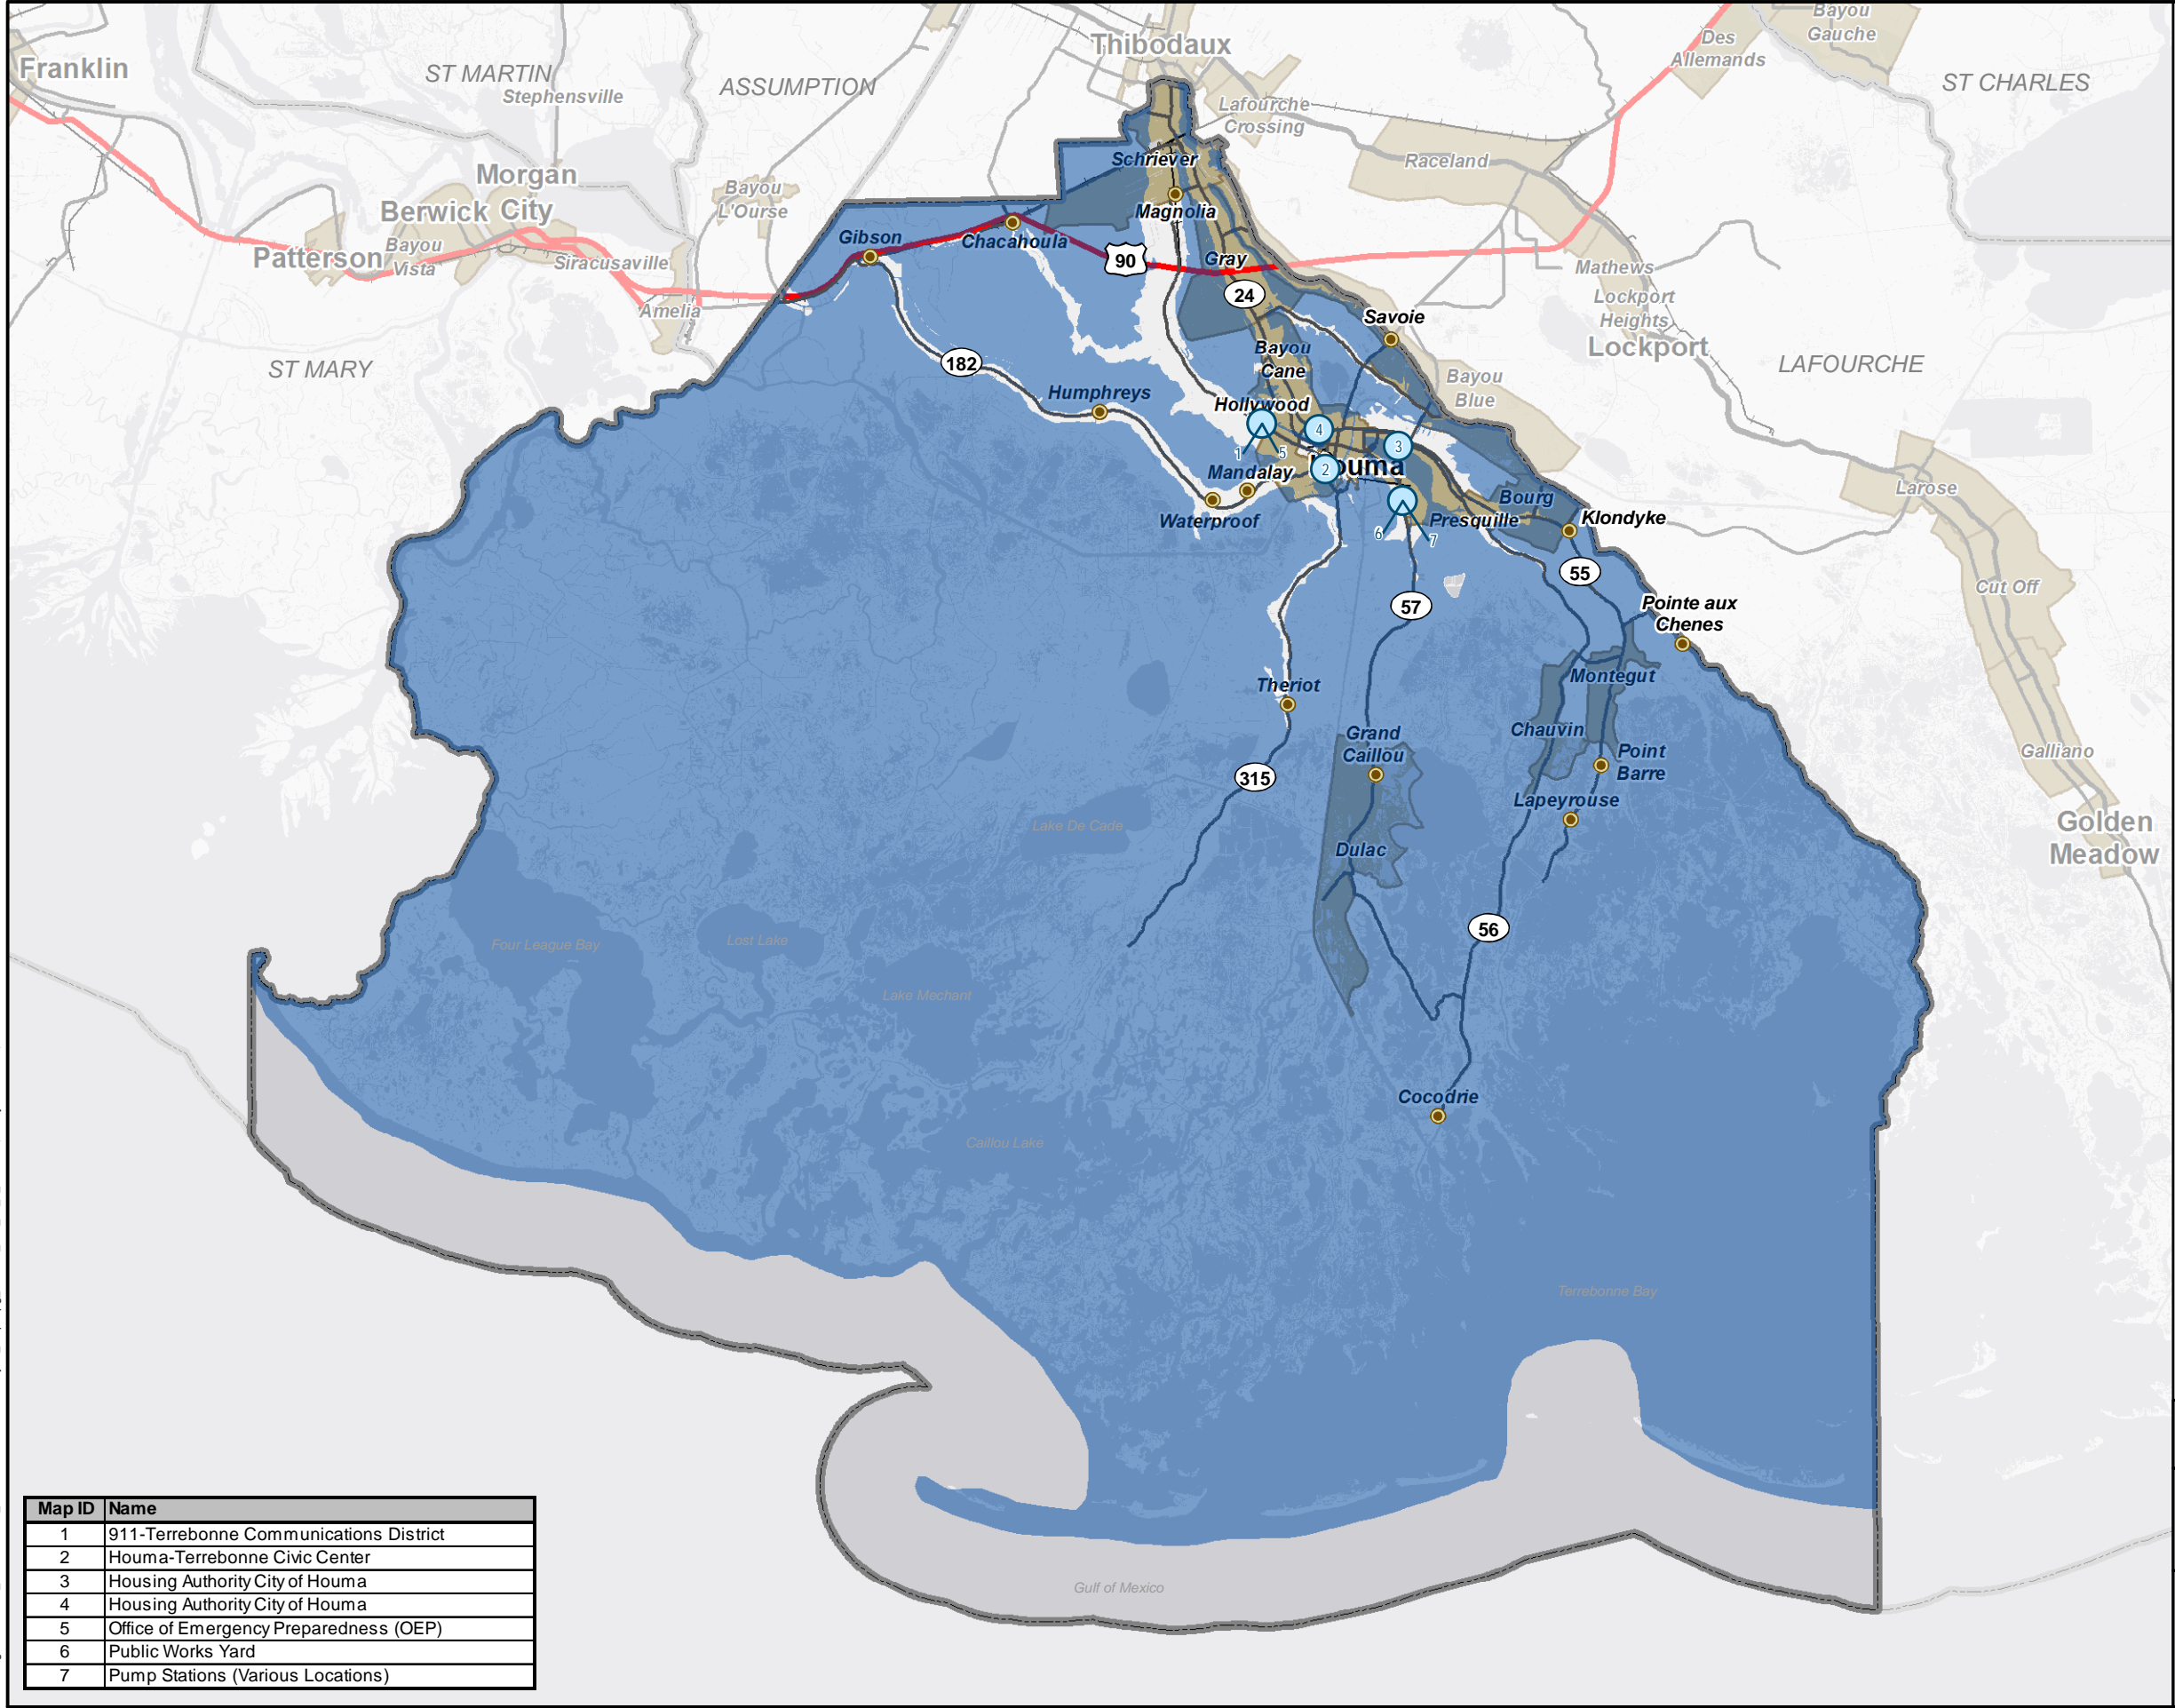 Bayou
Gauche
Des
Allemands
Thibodaux
Franklin
ST MARTIN
Stephensville
ASSUMPTION
ST CHARLES
Lafourche
Crossing
Raceland
Schriever
Morgan
City
Berwick
Bayou
L'Ourse
Magnolia
Patterson
Bayou
Vista
Siracusaville
Gibson
Chacahoula
90
Gray
Mathews
24
Amelia
Lockport
Heights
Savoie
Lockport
ST MARY
182
Bayou
Cane
LAFOURCHE
Bayou
Blue
Humphreys
Hollywood
4
3
1
5
2
Houma
Mandalay
Waterproof
Bourg
Larose
Presquille
Klondyke
6
7
55
Cut Off
57
Pointe aux
Chenes
Theriot
Montegut
Grand
Caillou
Chauvin
Point
Barre
Galliano
315
Lapeyrouse
Lake De Cade
Golden
Meadow
Dulac
56
Four League Bay
Lost Lake
Lake Mechant
Cocodrie
Caillou Lake
Terrebonne Bay
Gulf of Mexico
Map ID Name
1 911-Terrebonne Communications District
2 Houma-Terrebonne Civic Center
3 Housing Authority City of Houma
4 Housing Authority City of Houma
5 Office of Emergency Preparedness (OEP)
6 Public Works Yard
7 Pump Stations (Various Locations)